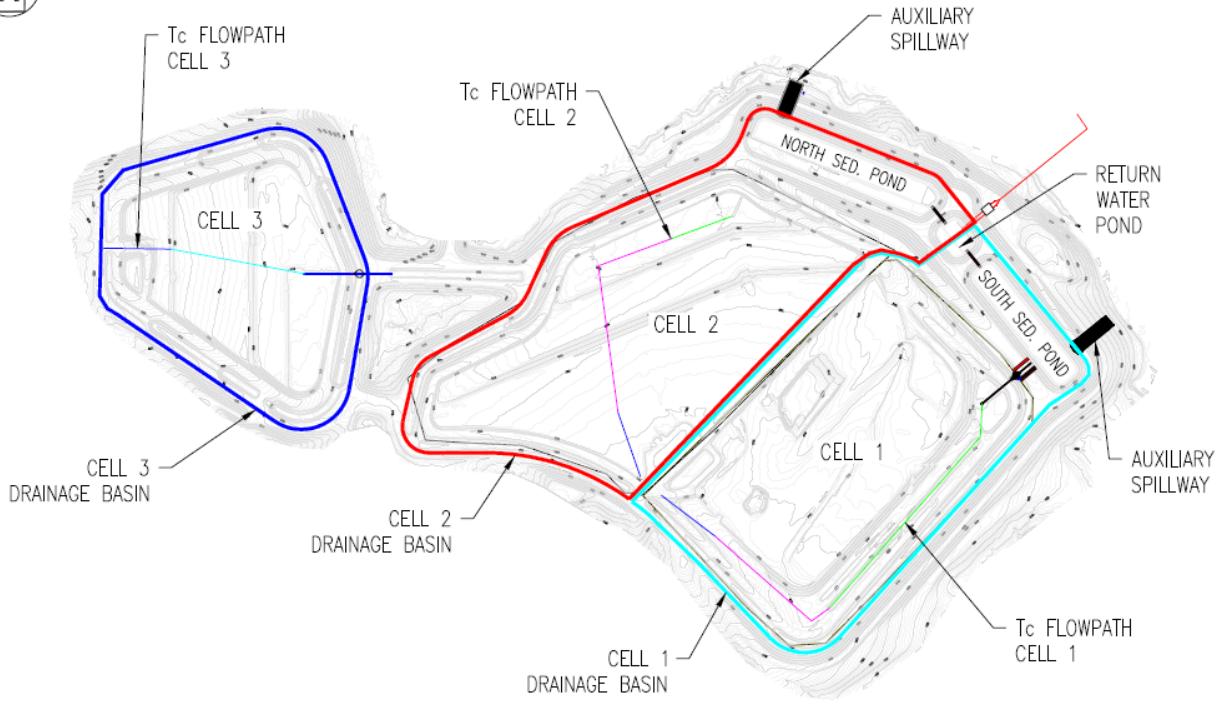 AUXILIARY
SPILLWAY
Tc FLOWPATH
CELL 3
Tc FLOWPATH
CELL 2
NORTH SED. POND
RETURN
WATER
POND
CELL 3
SOUTH SED. POND
CELL 2
CELL 1
AUXILIARY
SPILLWAY
CELL 3
DRAINAGE BASIN
CELL 2
DRAINAGE BASIN
Tc FLOWPATH
CELL 1
CELL 1
DRAINAGE BASIN